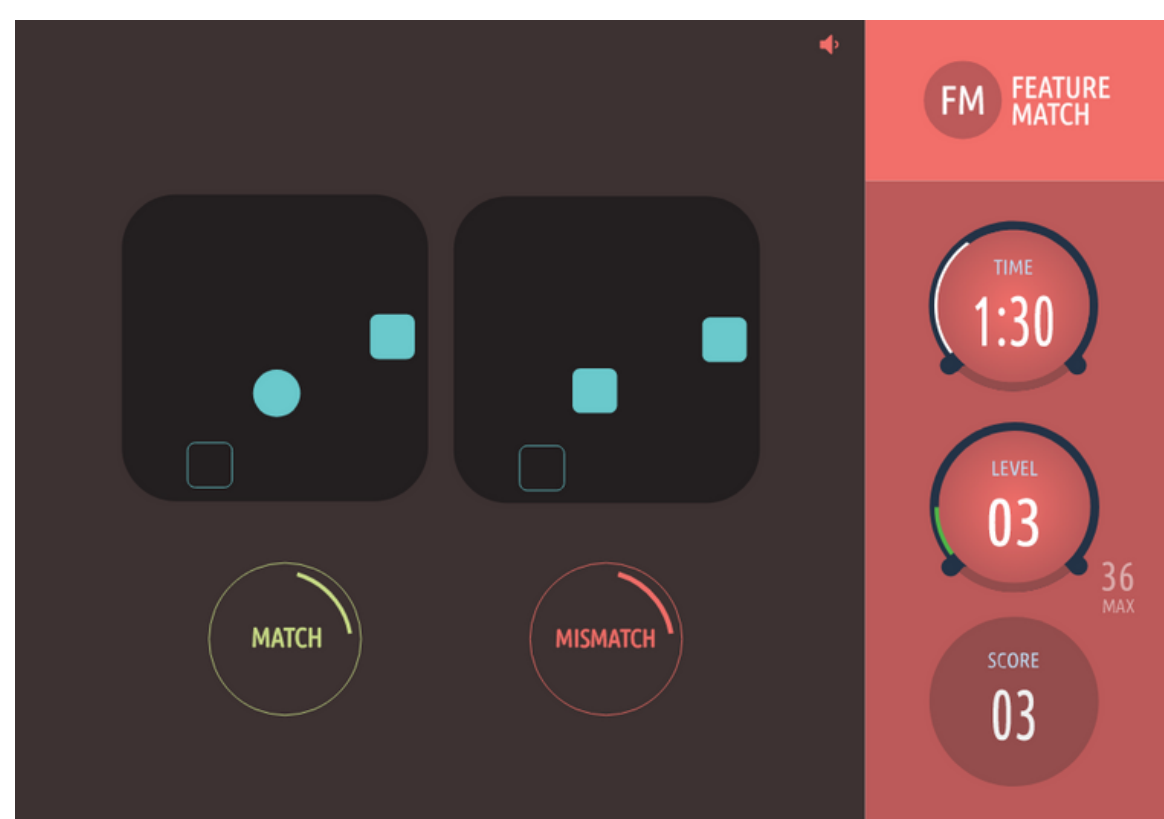 FM
FEATURE
MATCH
TIME
1:30
LEVEL
03
36
MAX
SCORE
03
MATCH
MISMATCH